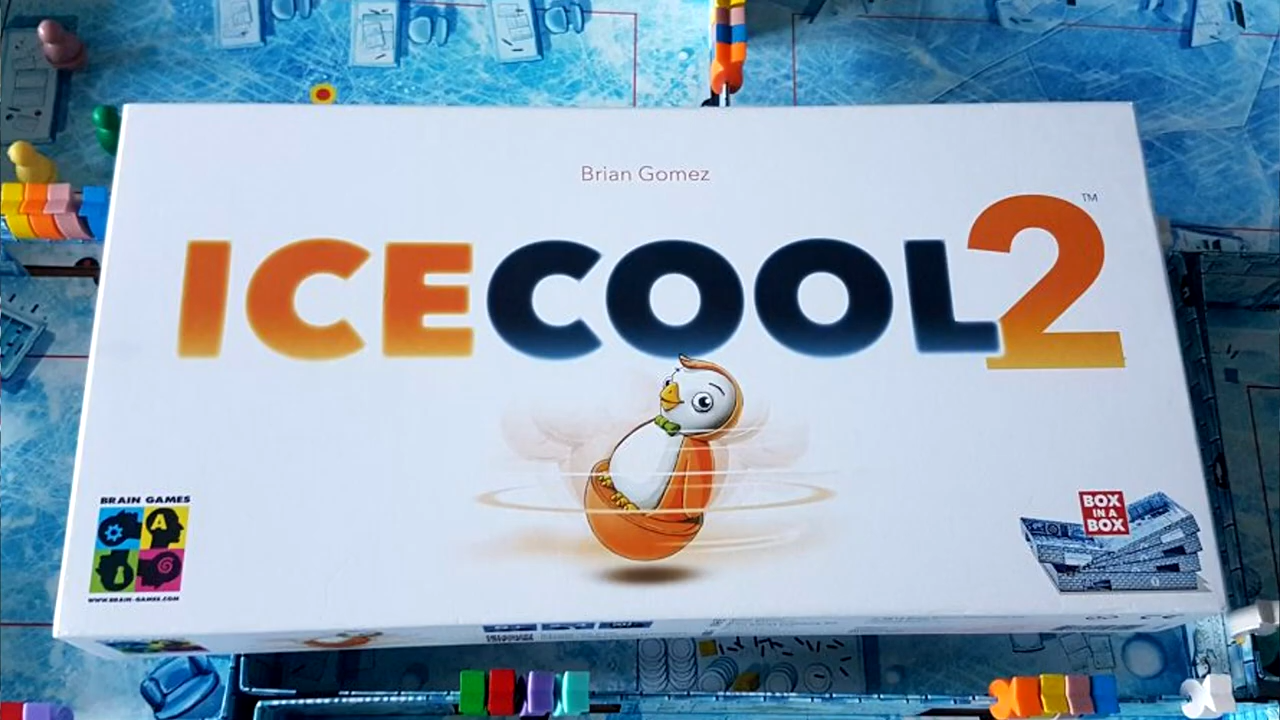 Brian Gomez
ICECOOL2™
BRAIN GAMES
A
WWW.BRAIN-GAMES.COM
BOX
IN A
BOX